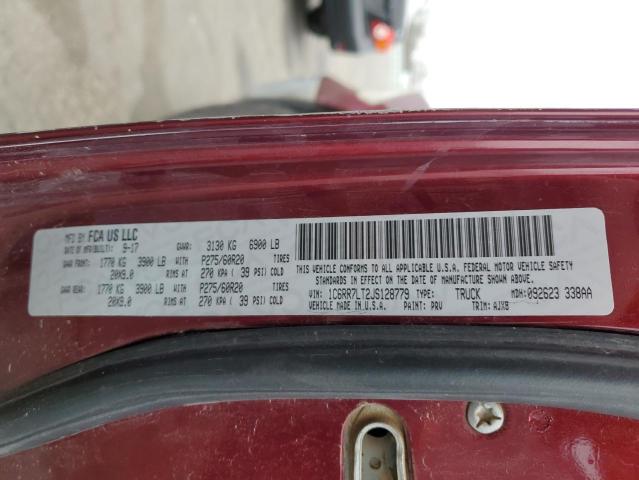 MFD BY FCA US LLC
DATE OF MFR(BUILT): 9-17 GVWR: 3130 KG 6900 LB
GAWR FRONT: 1770 KG 3900 LB WITH P275/60R20 TIRES
20X9.0 RIMS AT 270 KPA ( 39 PSI) COLD
GAWR REAR: 1770 KG 3900 LB WITH P275/60R20 TIRES
20X9.0 RIMS AT 270 KPA ( 39 PSI) COLD
THIS VEHICLE CONFORMS TO ALL APPLICABLE U.S.A. FEDERAL MOTOR VEHICLE SAFETY
STANDARDS IN EFFECT ON THE DATE OF MANUFACTURE SHOWN ABOVE.
VIN: 1C6RR7LT2JS128779 TYPE: TRUCK MDH: 092623 338AA
VEHICLE MADE IN: U.S.A. PAINT: PRV TRIM: AJX9